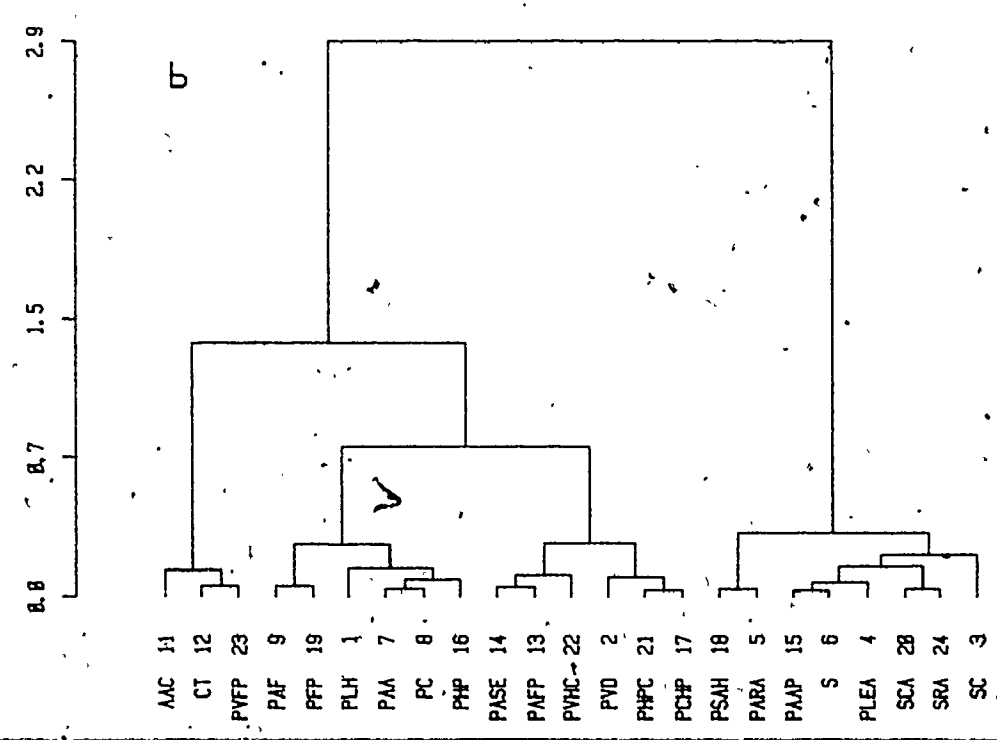 2.9
2.2
1.5
0.7
0.0
b
AAC 11
CT 12
PVFP 23
PAF 9
PFP 19
PLH 1
PAA 7
PC 8
PHP 16
PASE 14
PAFP 13
PVHC 22
PVD 2
PHPC 21
PCHP 17
PSAH 18
PARA 5
PAAP 15
S 6
PLEA 4
SCA 20
SRA 24
SC 3